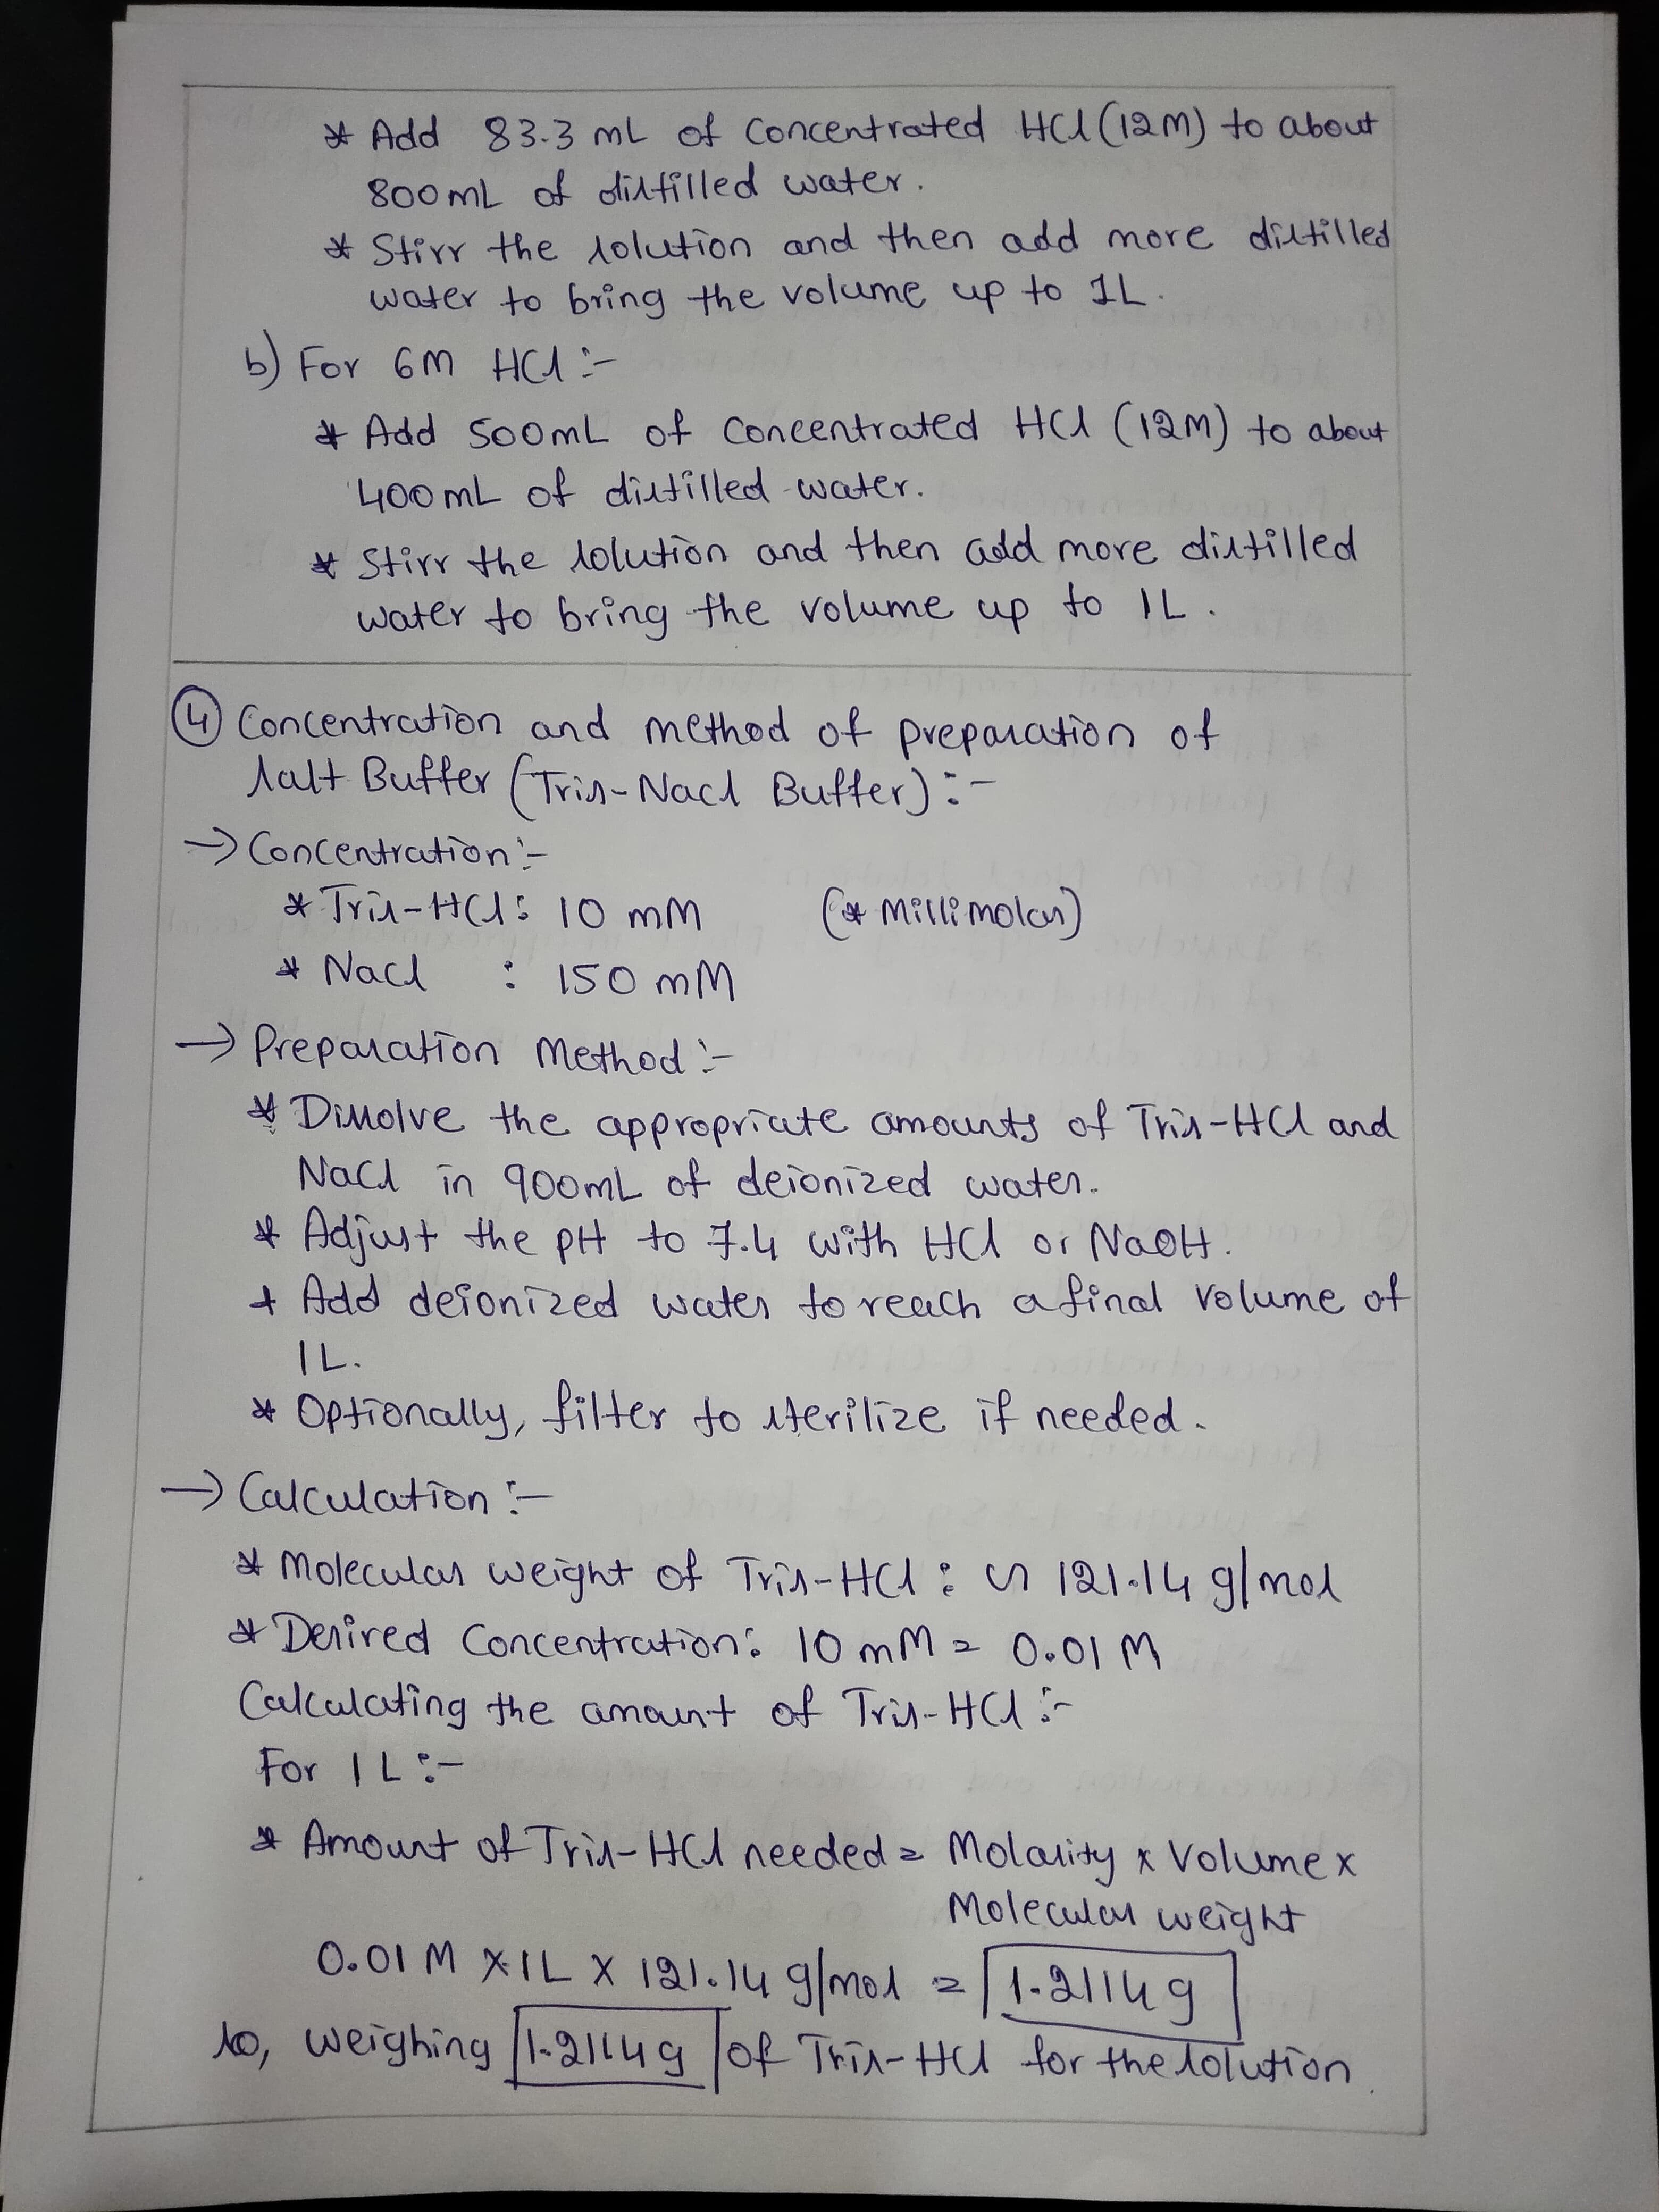 * Add 83.3 mL of concentrated HCl (12M) to about
800mL of distilled water.
* Stirr the solution and then add more distilled
water to bring the volume up to 1L.
b) For 6M HCl :-
* Add 500mL of concentrated HCl (12M) to about
400mL of distilled water.
* Stirr the solution and then add more distilled
water to bring the volume up to 1L.
④ Concentration and method of preparation of
salt Buffer (Tris-Nacl Buffer) :-
→ Concentration :-
* Tris-HCl : 10 mM (* Millimolar)
* Nacl : 150 mM
→ Preparation Method :-
* Dissolve the appropriate amounts of Tris-HCl and
NaCl in 900mL of deionized water.
* Adjust the pH to 7.4 with HCl or NaOH.
* Add deionized water to reach a final volume of
1L.
* Optionally, filter to sterilize if needed.
→ Calculation :-
* Molecular weight of Tris-HCl : ∽ 121.14 g/mol
* Desired Concentration: 10 mM = 0.01 M
Calculating the amount of Tris-HCl :-
For 1L :-
* Amount of Tris-HCl needed = Molarity x Volume x
Molecular weight
0.01 M x 1L x 121.14 g/mol = 1.2114 g
so, weighing 1.2114 g of Tris-HCl for the solution.